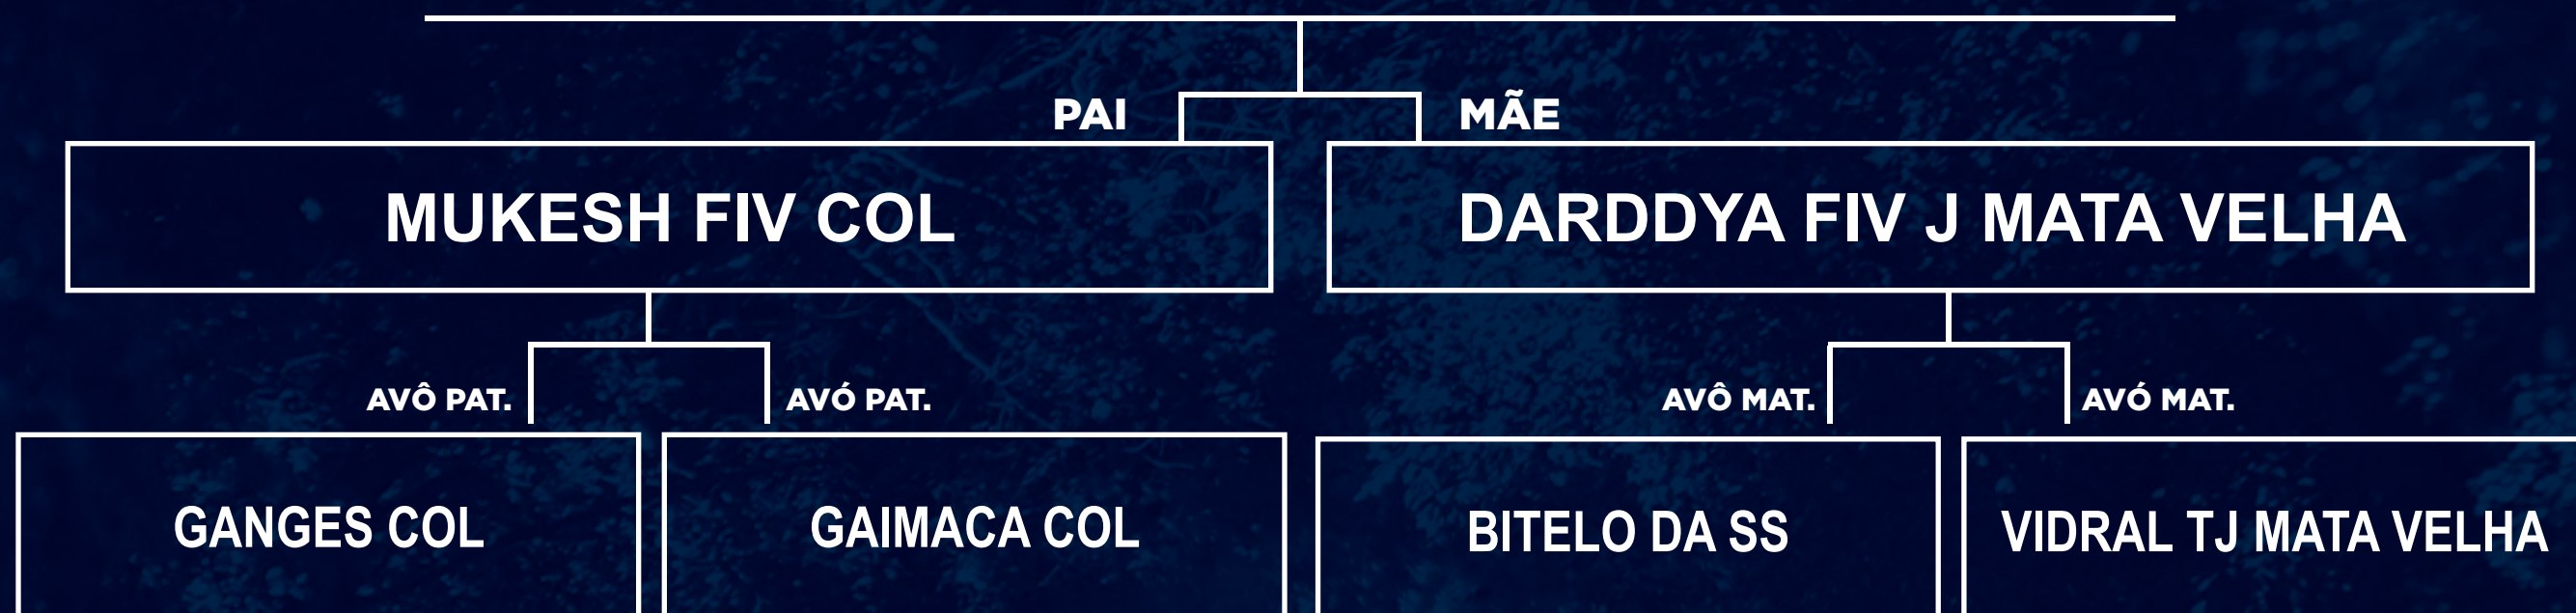 PAI
MÃE
MUKESH FIV COL
DARDDYA FIV J MATA VELHA
AVÔ PAT.
AVÓ PAT.
AVÔ MAT.
AVÓ MAT.
GANGES COL
GAIMACA COL
BITELO DA SS
VIDRAL TJ MATA VELHA